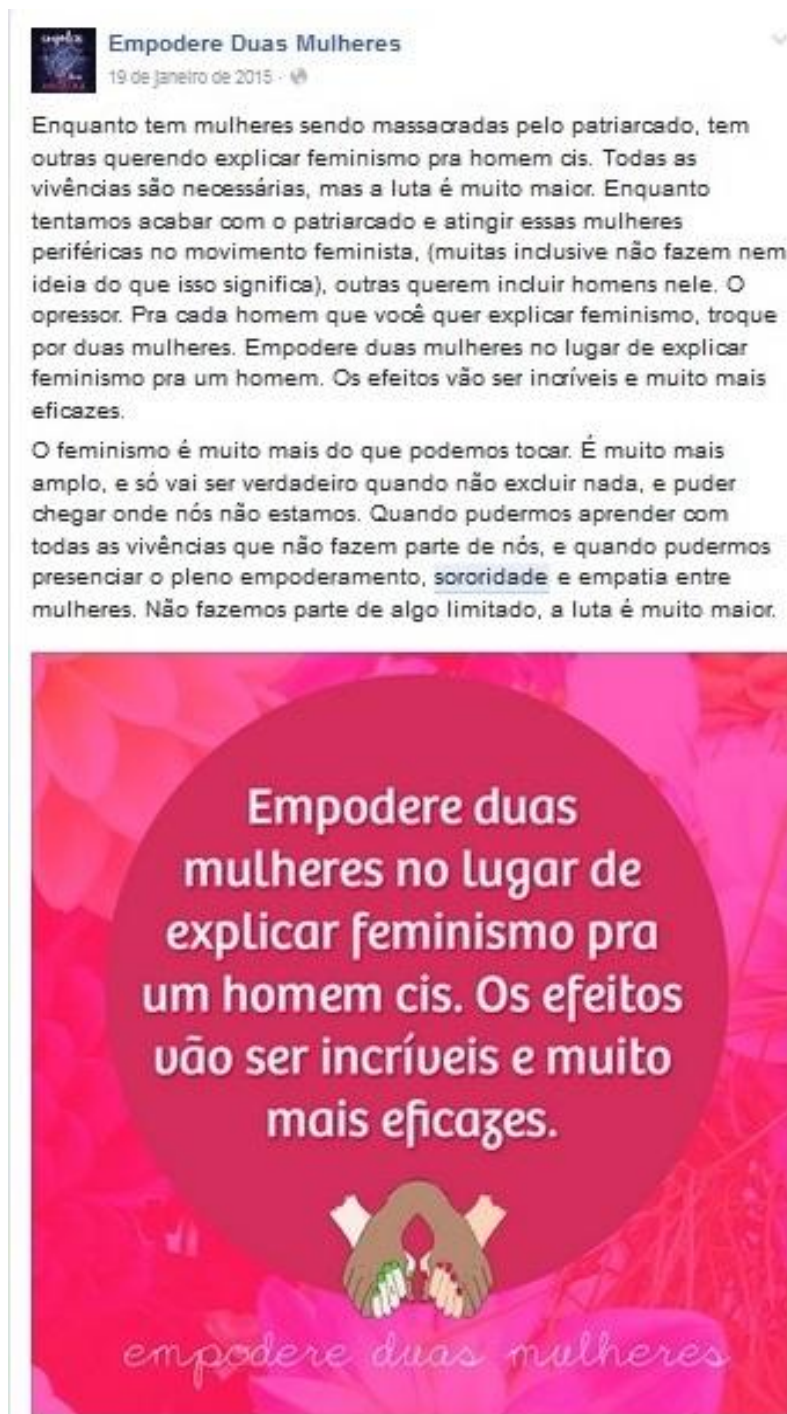 Empodere Duas Mulheres
19 de janeiro de 2015
Enquanto tem mulheres sendo massacradas pelo patriarcado, tem
outras querendo explicar feminismo pra homem cis. Todas as
vivências são necessárias, mas a luta é muito maior. Enquanto
tentamos acabar com o patriarcado e atingir essas mulheres
periféricas no movimento feminista, (muitas inclusive não fazem nem
ideia do que isso significa), outras querem incluir homens nele. O
opressor. Pra cada homem que você quer explicar feminismo, troque
por duas mulheres. Empodere duas mulheres no lugar de explicar
feminismo pra um homem. Os efeitos vão ser incríveis e muito mais
eficazes.
O feminismo é muito mais do que podemos tocar. É muito mais
amplo, e só vai ser verdadeiro quando não excluir nada, e puder
chegar onde nós não estamos. Quando pudermos aprender com
todas as vivências que não fazem parte de nós, e quando pudermos
presenciar o pleno empoderamento, sororidade e empatia entre
mulheres. Não fazemos parte de algo limitado, a luta é muito maior.
Empodere duas
mulheres no lugar de
explicar feminismo pra
um homem cis. Os efeitos
vão ser incríveis e muito
mais eficazes.
empodere duas mulheres